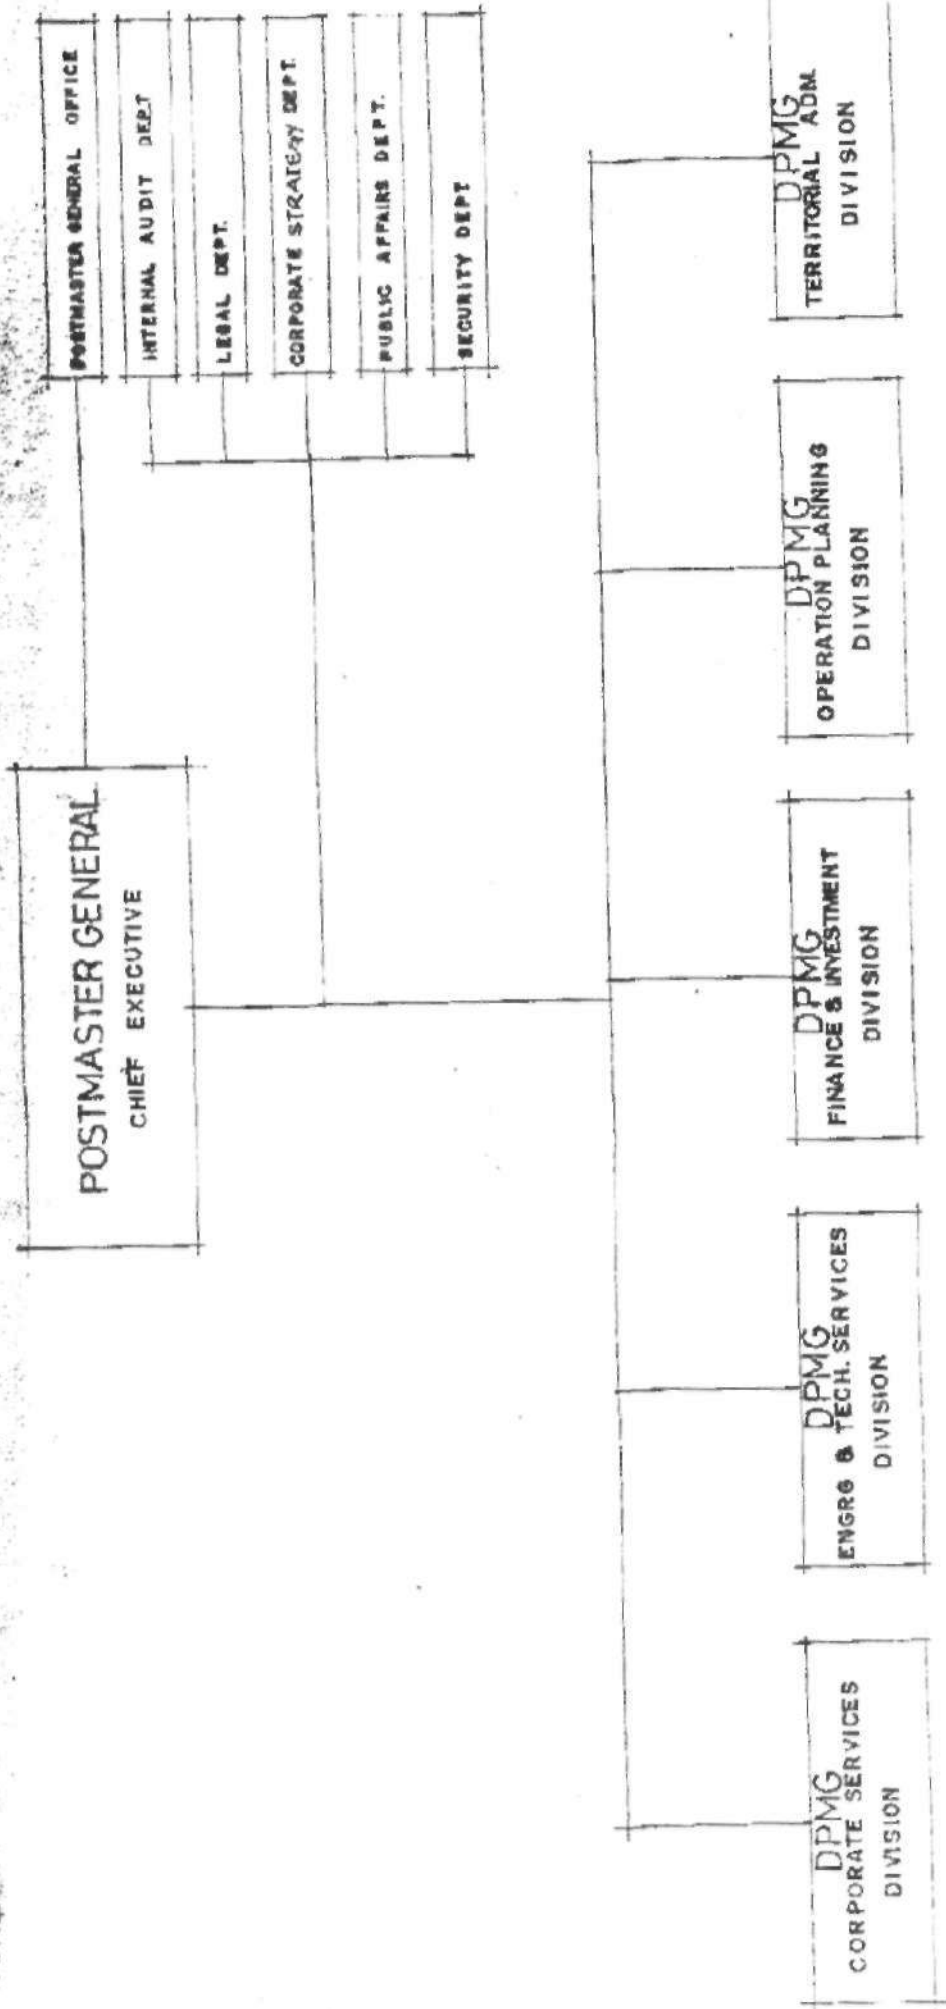 POSTMASTER GENERAL
CHIEF EXECUTIVE
POSTMASTER GENERAL OFFICE
INTERNAL AUDIT DEPT
LEGAL DEPT.
CORPORATE STRATEGY DEPT.
PUBLIC AFFAIRS DEPT.
SECURITY DEPT
DPMG
CORPORATE SERVICES
DIVISION
DPMG
ENGRG & TECH. SERVICES
DIVISION
DPMG
FINANCE & INVESTMENT
DIVISION
DPMG
OPERATION PLANNING
DIVISION
DPMG
TERRITORIAL ADM.
DIVISION